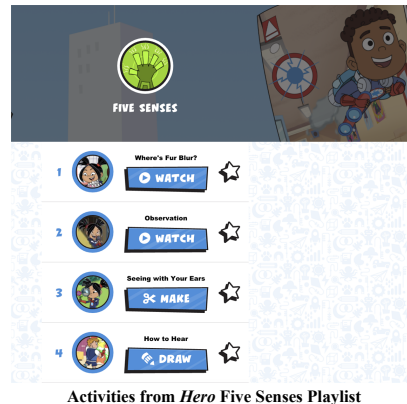 FIVE SENSES
1
Where's Fur Blur?
WATCH
2
Observation
WATCH
3
Seeing with Your Ears
MAKE
4
How to Hear
DRAW
Activities from Hero Five Senses Playlist